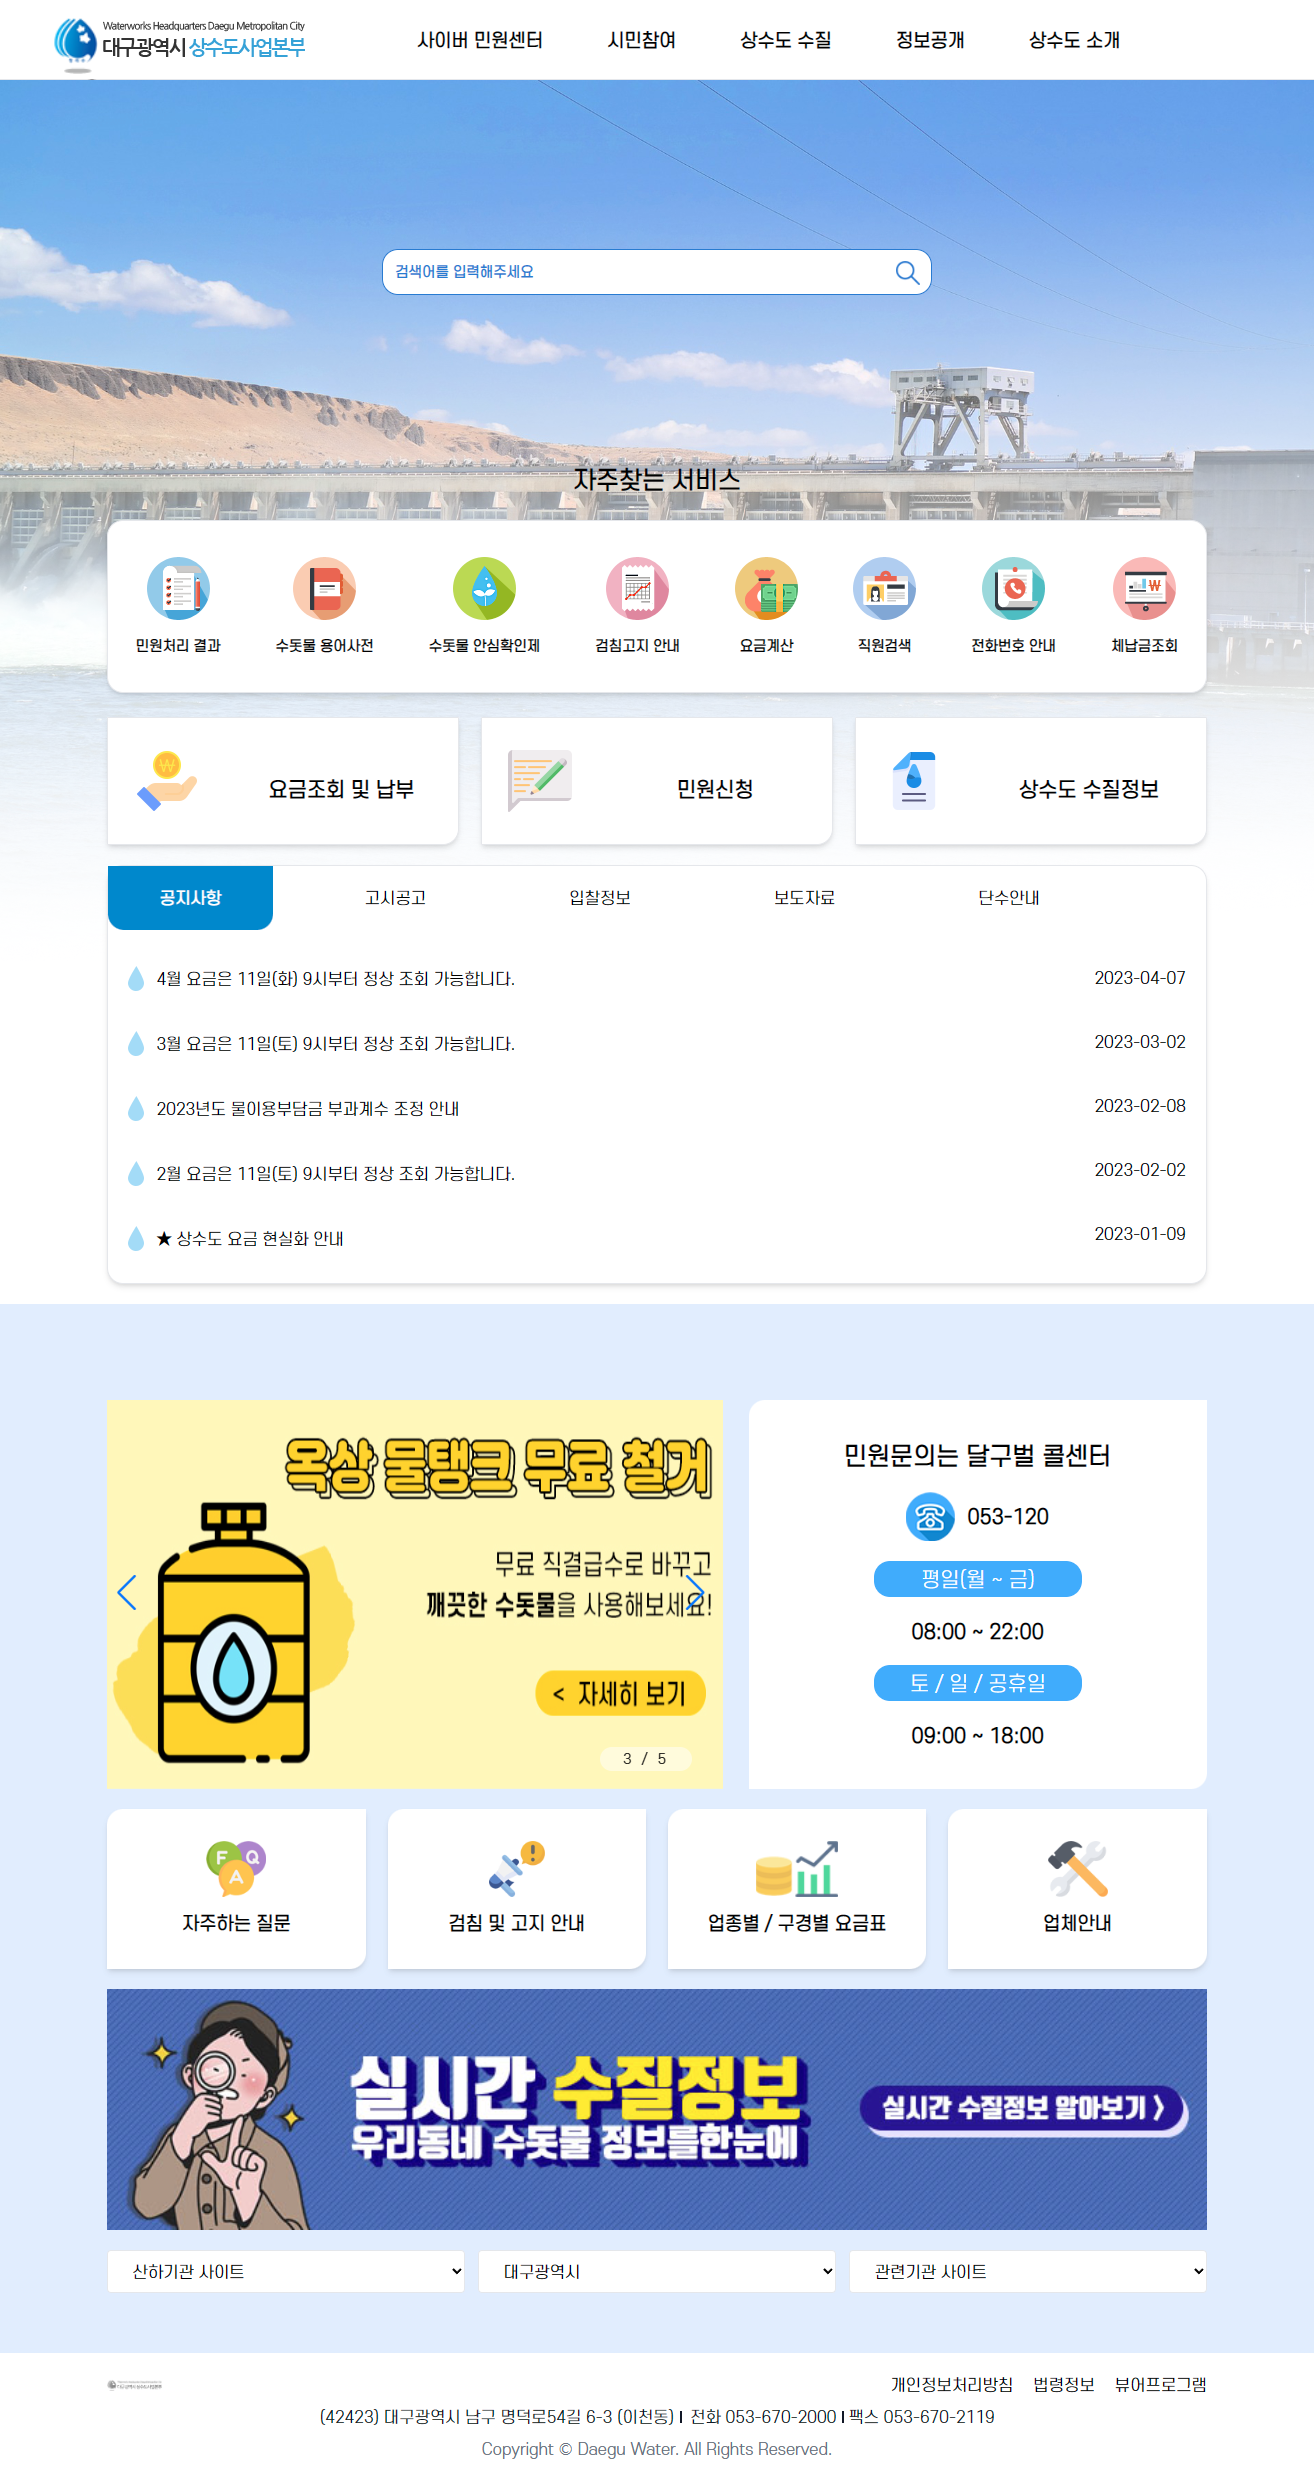 Waterworks Headquarters Daegu Metropolitan City
대구광역시 상수도사업본부
사이버 민원센터
시민참여
상수도 수질
정보공개
상수도 소개
검색어를 입력해주세요
자주찾는 서비스
민원처리 결과
수돗물 용어사전
수돗물 안심확인제
검침고지 안내
요금계산
직원검색
전화번호 안내
체납금조회
요금조회 및 납부
민원신청
상수도 수질정보
공지사항
고시공고
입찰정보
보도자료
단수안내
4월 요금은 11일(화) 9시부터 정상 조회 가능합니다.
2023-04-07
3월 요금은 11일(토) 9시부터 정상 조회 가능합니다.
2023-03-02
2023년도 물이용부담금 부과계수 조정 안내
2023-02-08
2월 요금은 11일(토) 9시부터 정상 조회 가능합니다.
2023-02-02
★ 상수도 요금 현실화 안내
2023-01-09
옥상 물탱크 무료 철거
무료 직결급수로 바꾸고
깨끗한 수돗물을 사용해보세요!
< 자세히 보기
3 / 5
민원문의는 달구벌 콜센터
053-120
평일(월 ~ 금)
08:00 ~ 22:00
토 / 일 / 공휴일
09:00 ~ 18:00
F Q A
자주하는 질문
검침 및 고지 안내
업종별 / 구경별 요금표
업체안내
실시간 수질정보
우리동네 수돗물 정보를한눈에
실시간 수질정보 알아보기 >
산하기관 사이트
대구광역시
관련기관 사이트
개인정보처리방침
법령정보
뷰어프로그램
(42423) 대구광역시 남구 명덕로54길 6-3 (이천동) | 전화 053-670-2000 | 팩스 053-670-2119
Copyright © Daegu Water. All Rights Reserved.